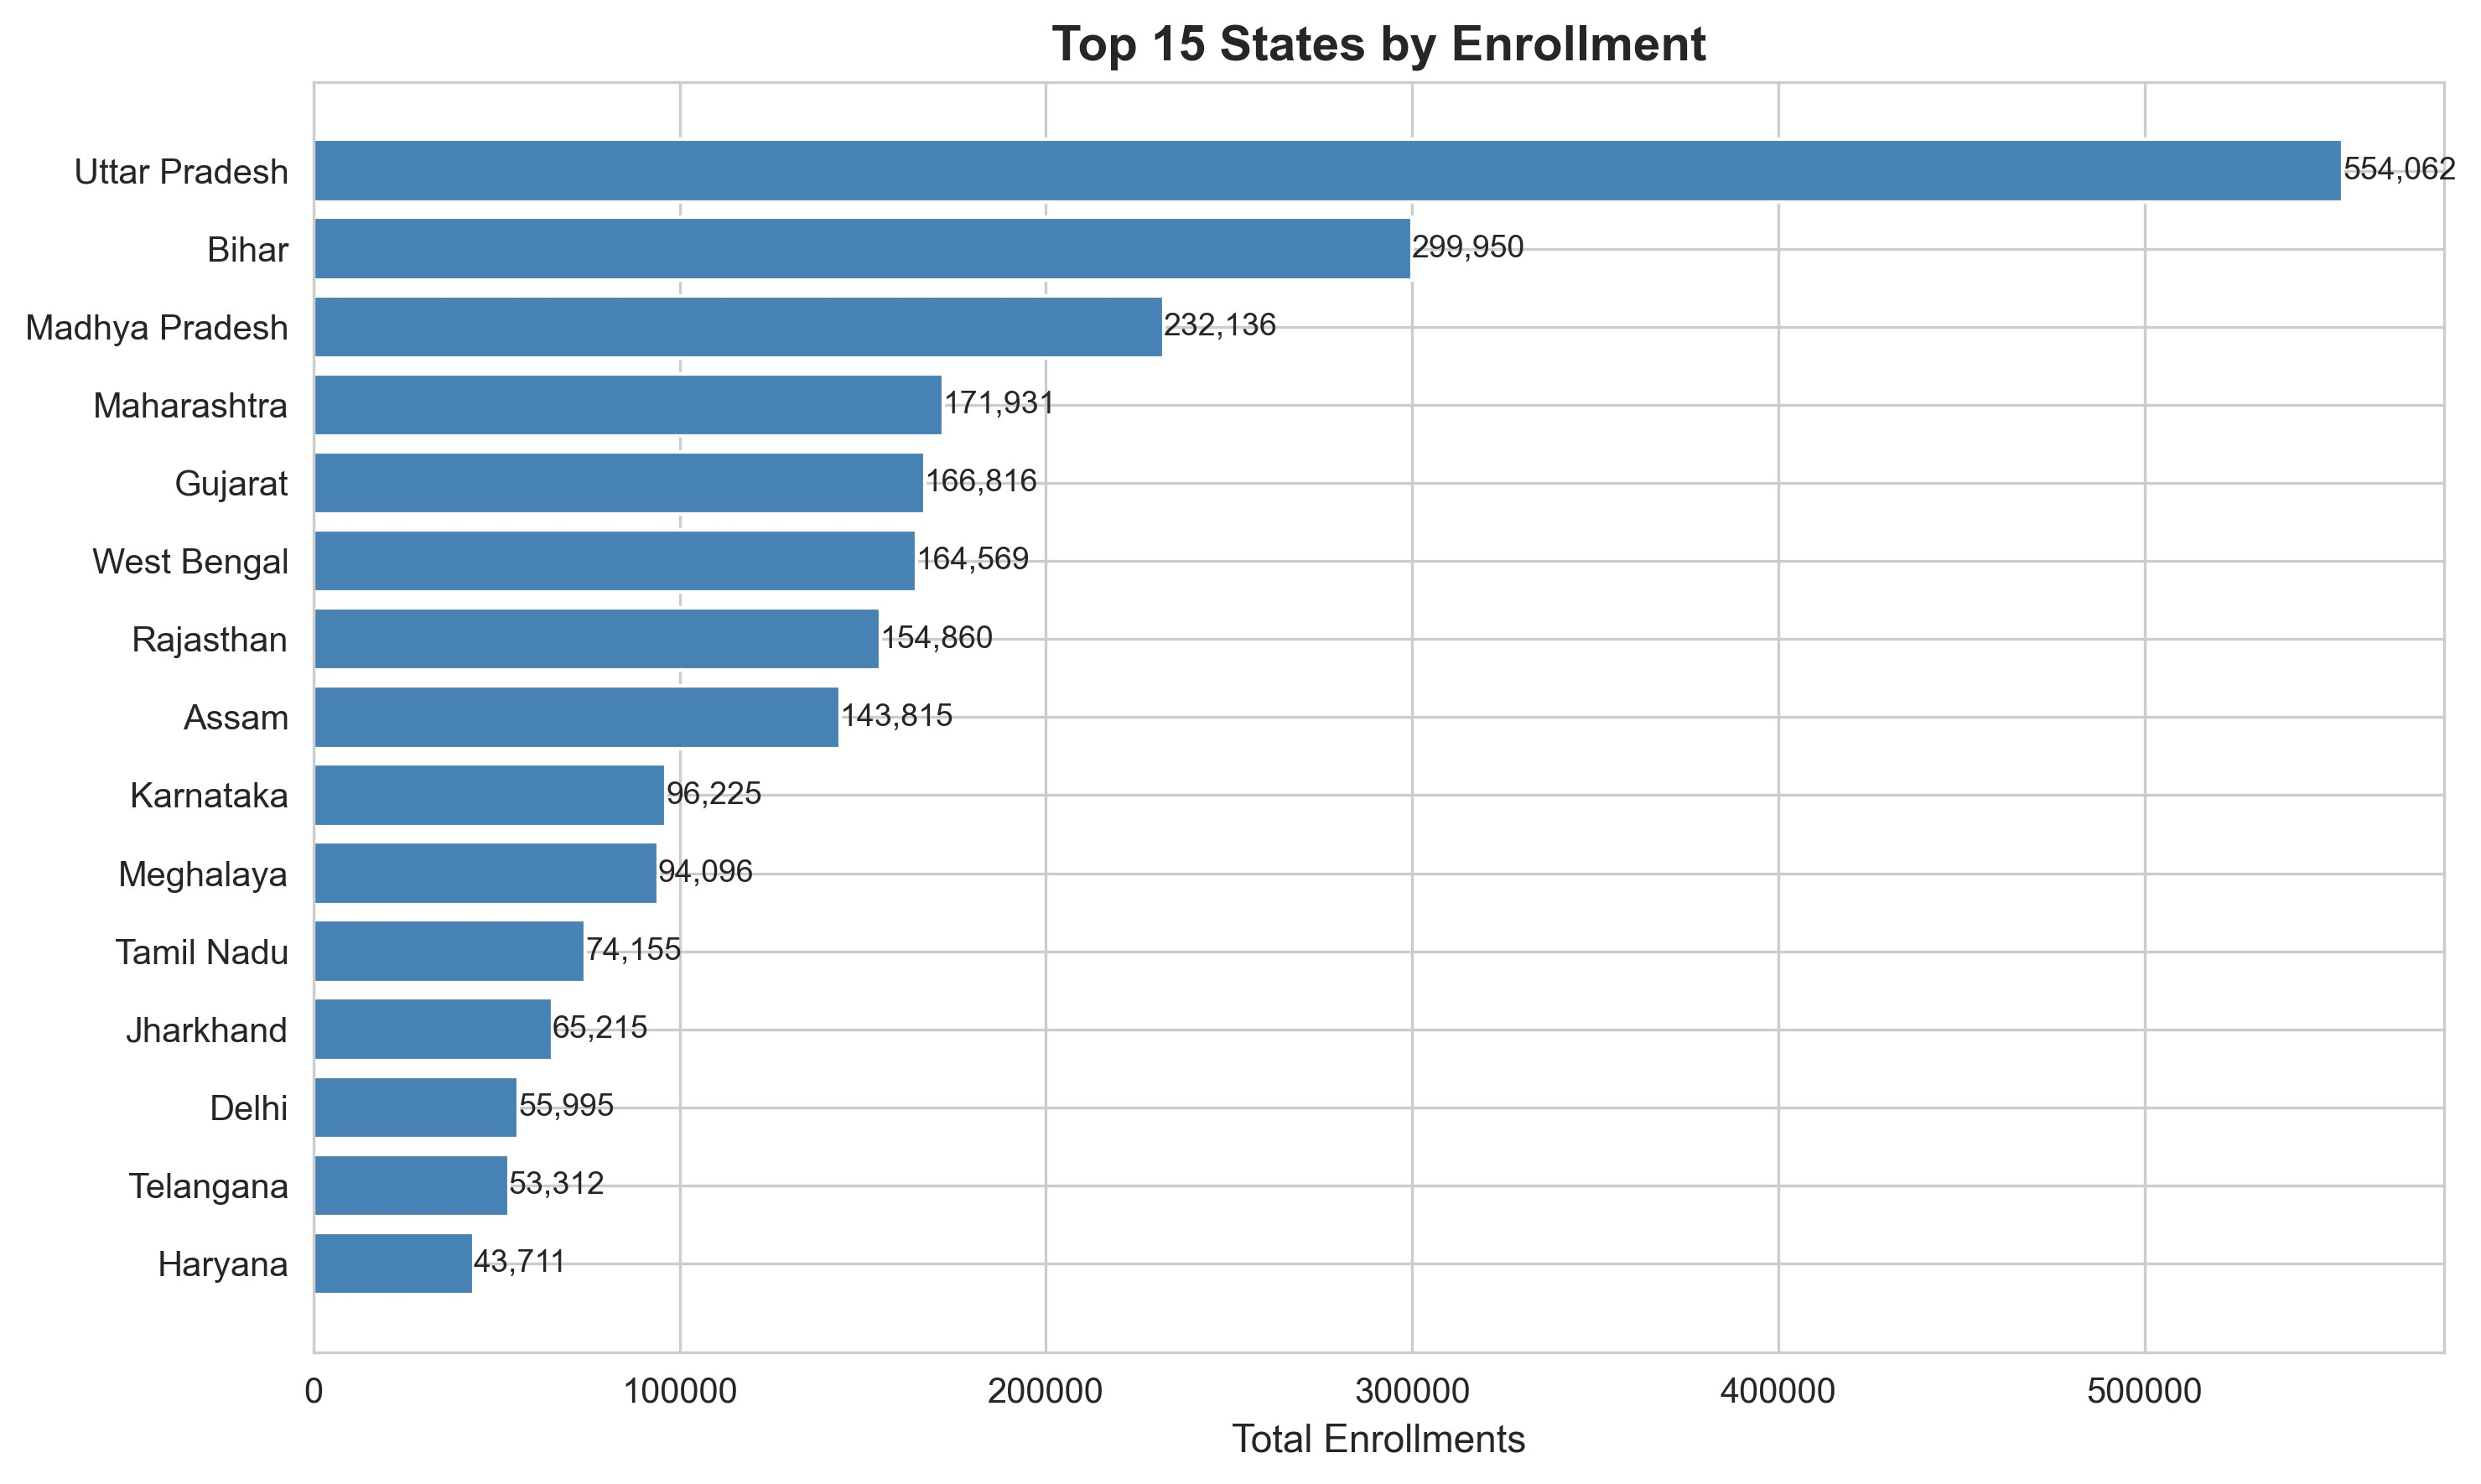 Top 15 States by Enrollment
Uttar Pradesh 554,062
Bihar 299,950
Madhya Pradesh 232,136
Maharashtra 171,931
Gujarat 166,816
West Bengal 164,569
Rajasthan 154,860
Assam 143,815
Karnataka 96,225
Meghalaya 94,096
Tamil Nadu 74,155
Jharkhand 65,215
Delhi 55,995
Telangana 53,312
Haryana 43,711
0 100000 200000 300000 400000 500000
Total Enrollments